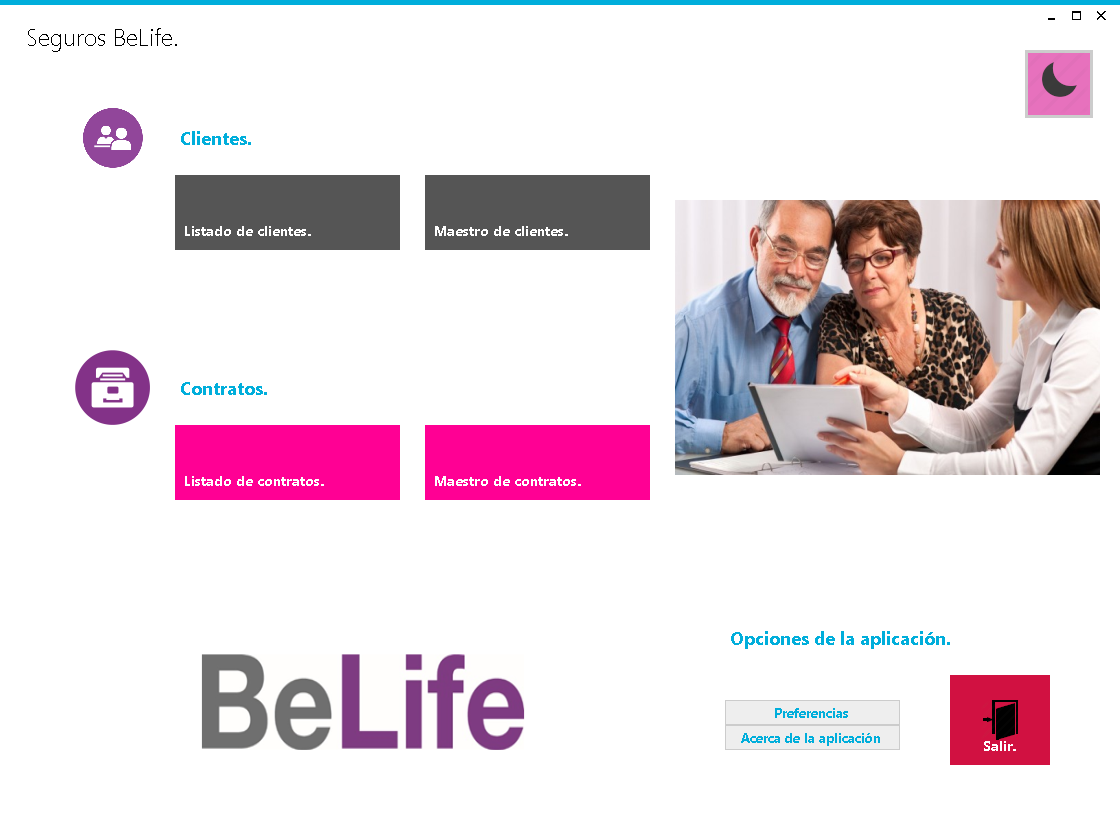 Seguros BeLife.
Clientes.
Listado de clientes.
Maestro de clientes.
Contratos.
Listado de contratos.
Maestro de contratos.
BeLife
Opciones de la aplicación.
Preferencias
Acerca de la aplicación
Salir.